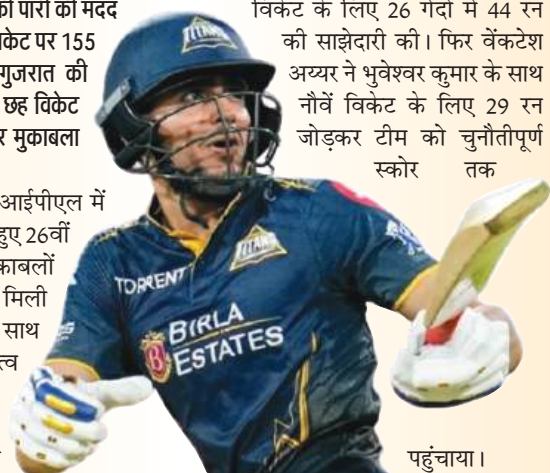 की पारी की मदद
विकेट पर 155
गुजरात की
छह विकेट
मुकाबला
आईपीएल में
हुए 26वीं
मिली
साथ
विकेट के लिए 26 गेंदों में 44 रन
की साझेदारी की। फिर वेंकटेश
अय्यर ने भुवेश्वर कुमार के साथ
नौवें विकेट के लिए 29 रन
जोड़कर टीम को चुनौतीपूर्ण
स्कोर तक
पहुंचाया।
TITANS
TITANS
TORRENT
B BIRLA
ESTATES